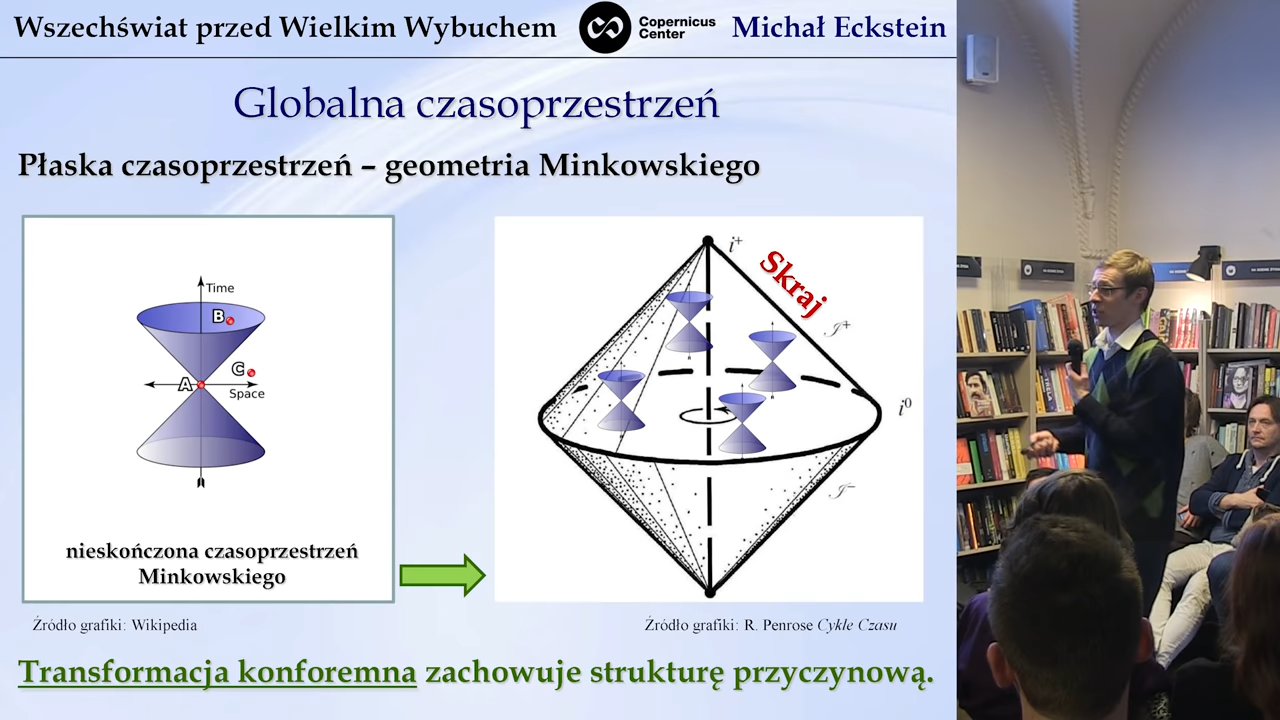 Wszechświat przed Wielkim Wybuchem
Copernicus
Center
Michał Eckstein
Globalna czasoprzestrzeń
Płaska czasoprzestrzeń – geometria Minkowskiego
Time
B
C
A
Space
nieskończona czasoprzestrzeń
Minkowskiego
i⁺
Skraj
ℐ⁺
i⁰
ℐ⁻
Źródło grafiki: Wikipedia
Źródło grafiki: R. Penrose Cykle Czasu
Transformacja konforemna zachowuje strukturę przyczynową.